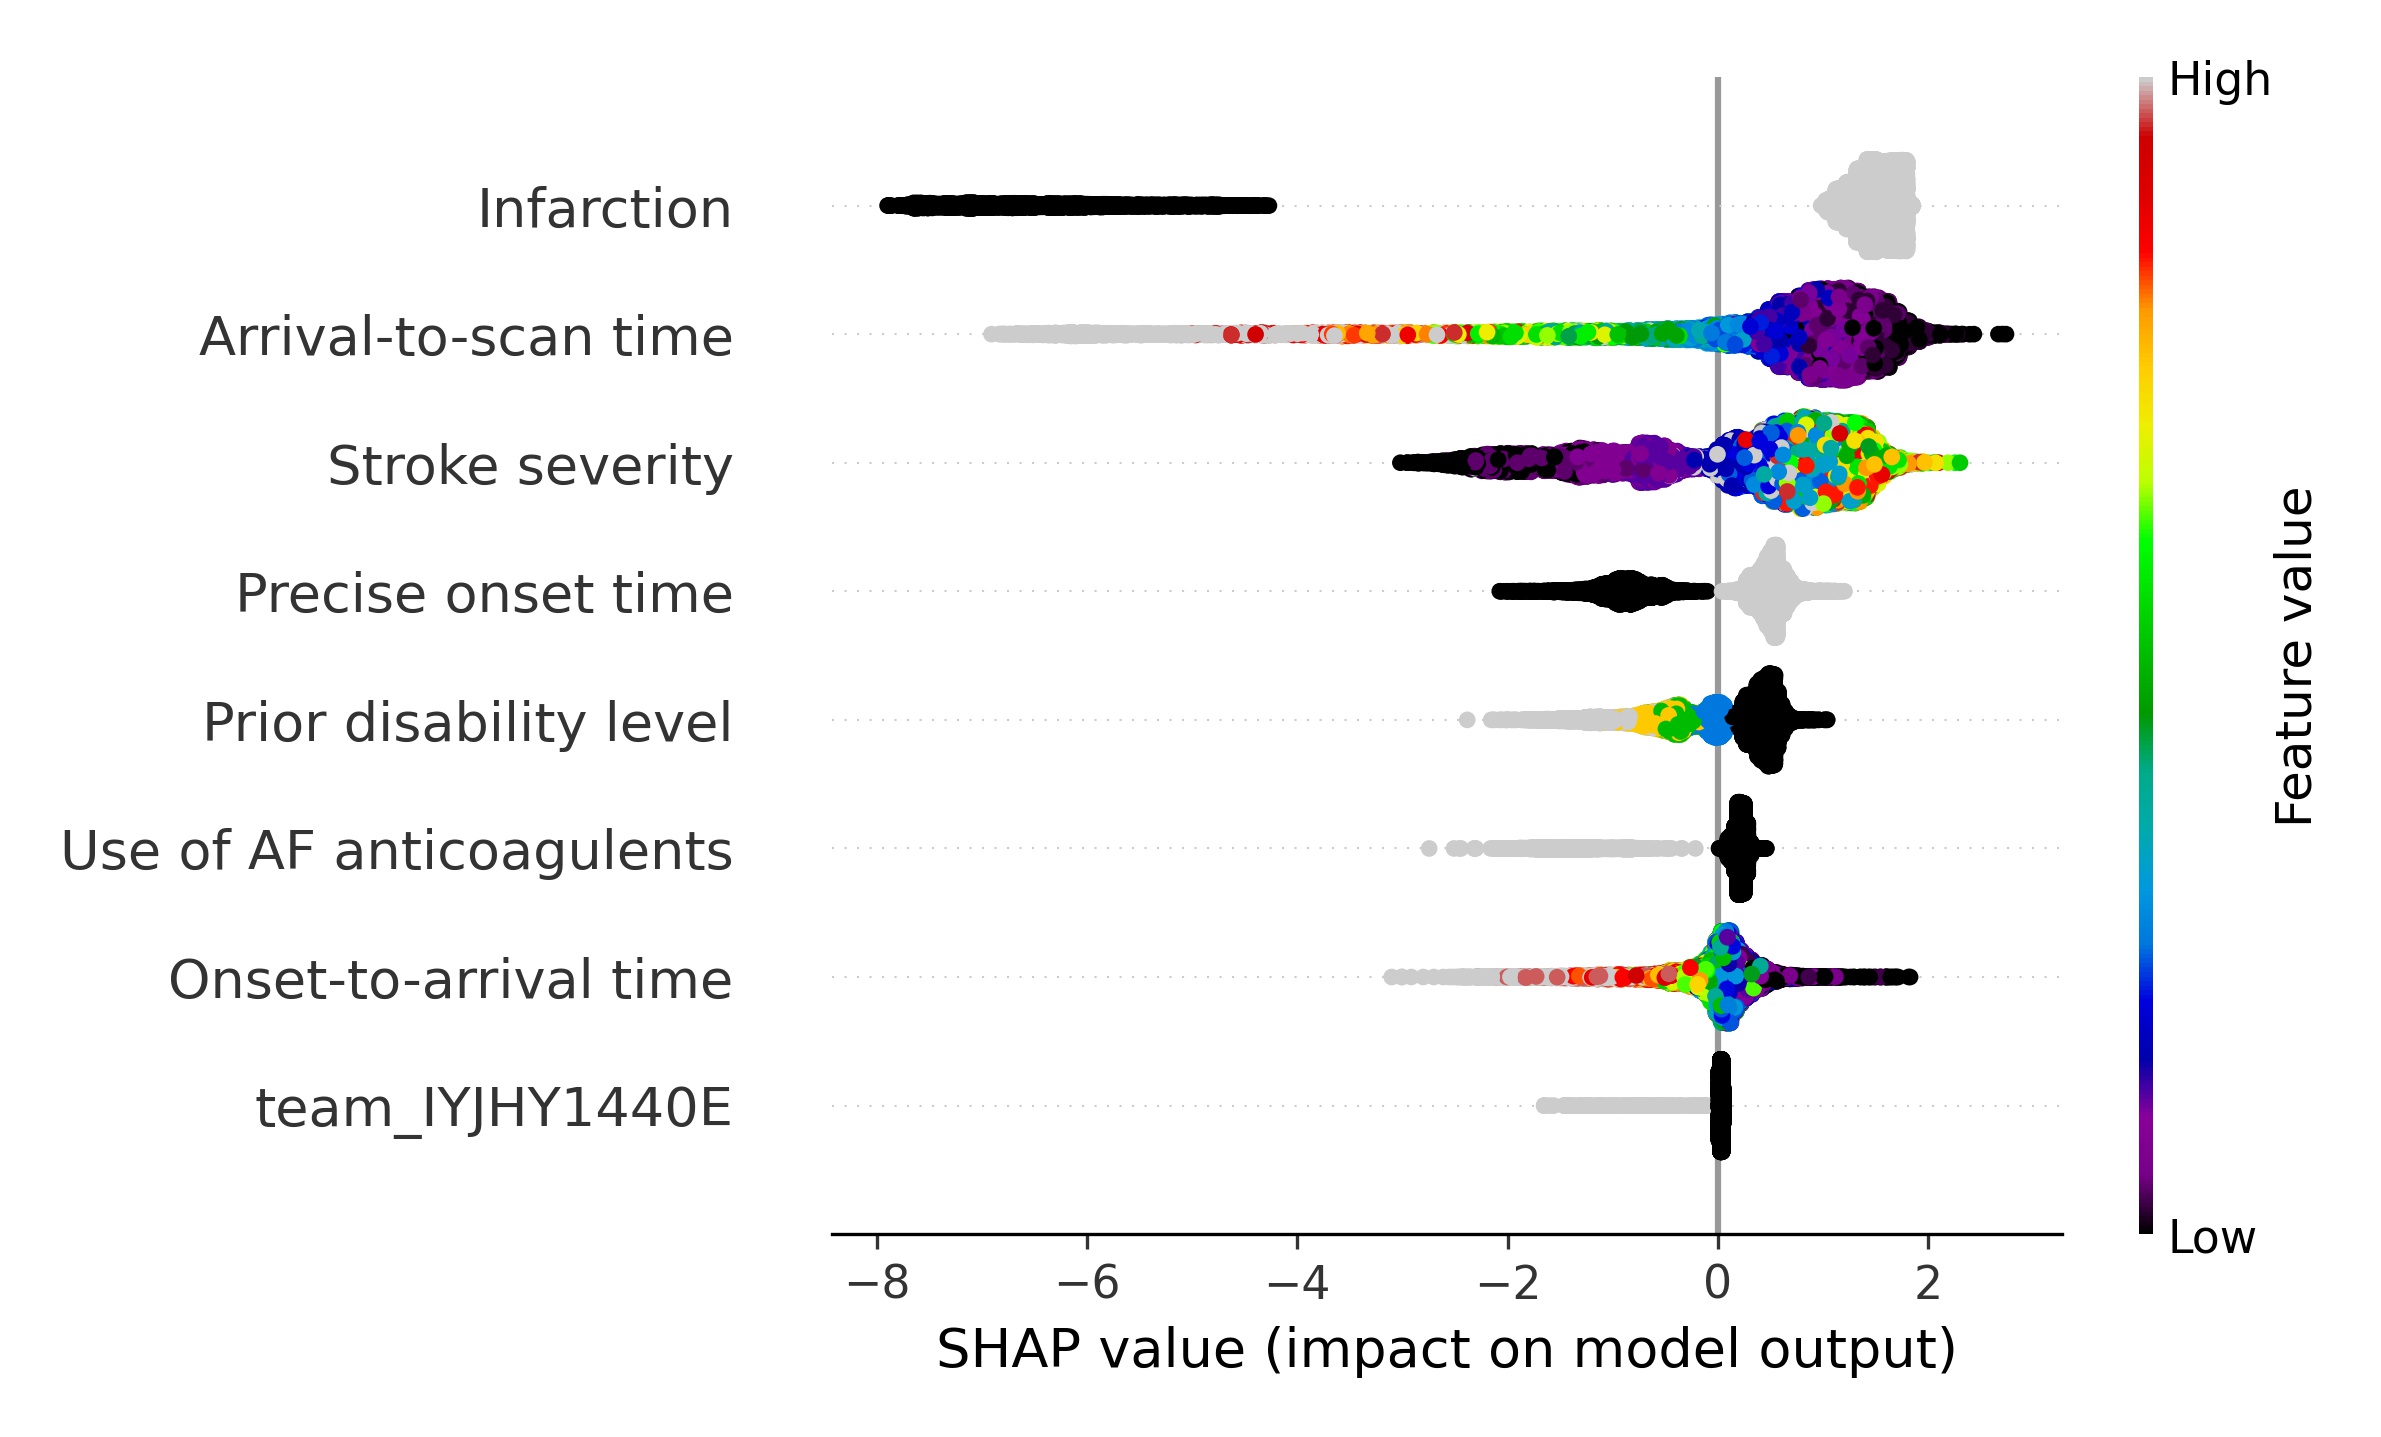 High
Infarction
Arrival-to-scan time
Stroke severity
Precise onset time
Prior disability level
Use of AF anticoagulents
Onset-to-arrival time
team_IYJHY1440E
Feature value
Low
−8 −6 −4 −2 0 2
SHAP value (impact on model output)